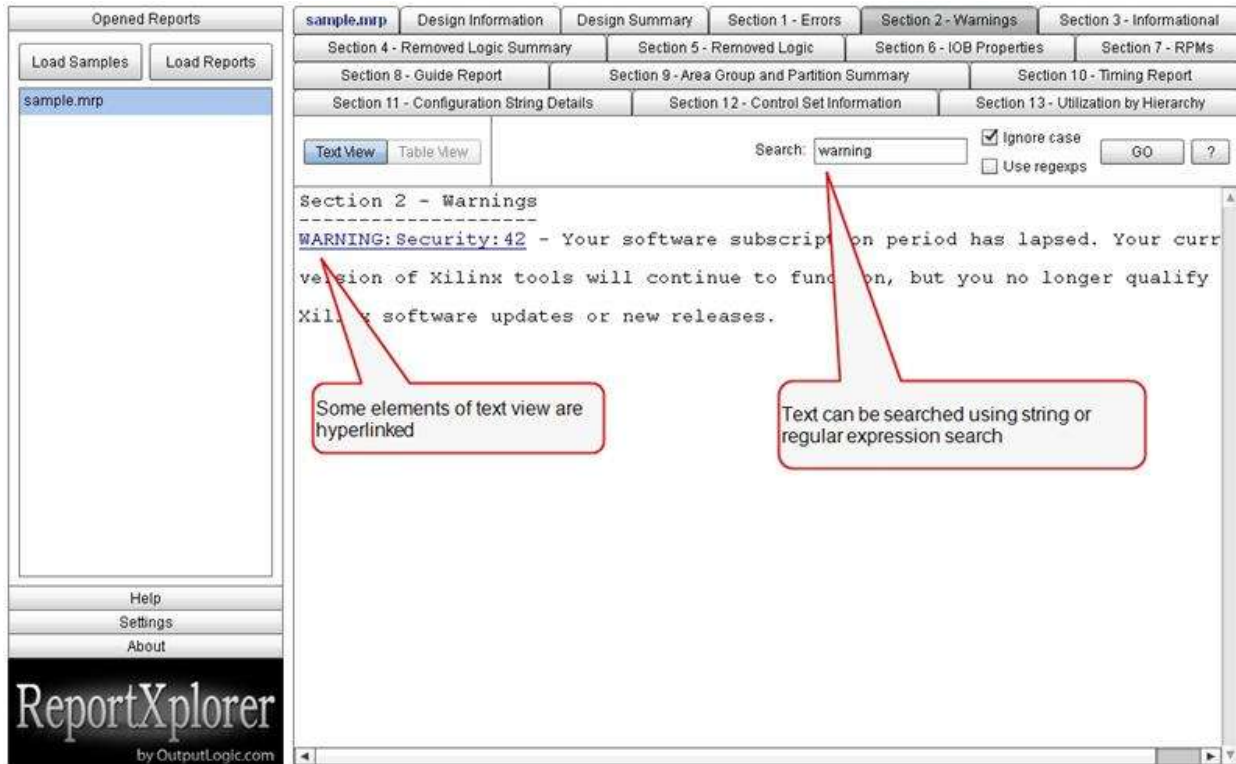 Opened Reports
Load Samples Load Reports
sample.mrp
Help
Settings
About
ReportXplorer
by OutputLogic.com
sample.mrp Design Information Design Summary Section 1 - Errors Section 2 - Warnings Section 3 - Informational
Section 4 - Removed Logic Summary Section 5 - Removed Logic Section 6 - IOB Properties Section 7 - RPMs
Section 8 - Guide Report Section 9 - Area Group and Partition Summary Section 10 - Timing Report
Section 11 - Configuration String Details Section 12 - Control Set Information Section 13 - Utilization by Hierarchy
Text View Table View Search: warning Ignore case Use regexps GO ?
Section 2 - Warnings
---------------------
WARNING:Security:42 - Your software subscription period has lapsed. Your curr
version of Xilinx tools will continue to function, but you no longer qualify
Xilinx software updates or new releases.
Some elements of text view are
hyperlinked
Text can be searched using string or
regular expression search